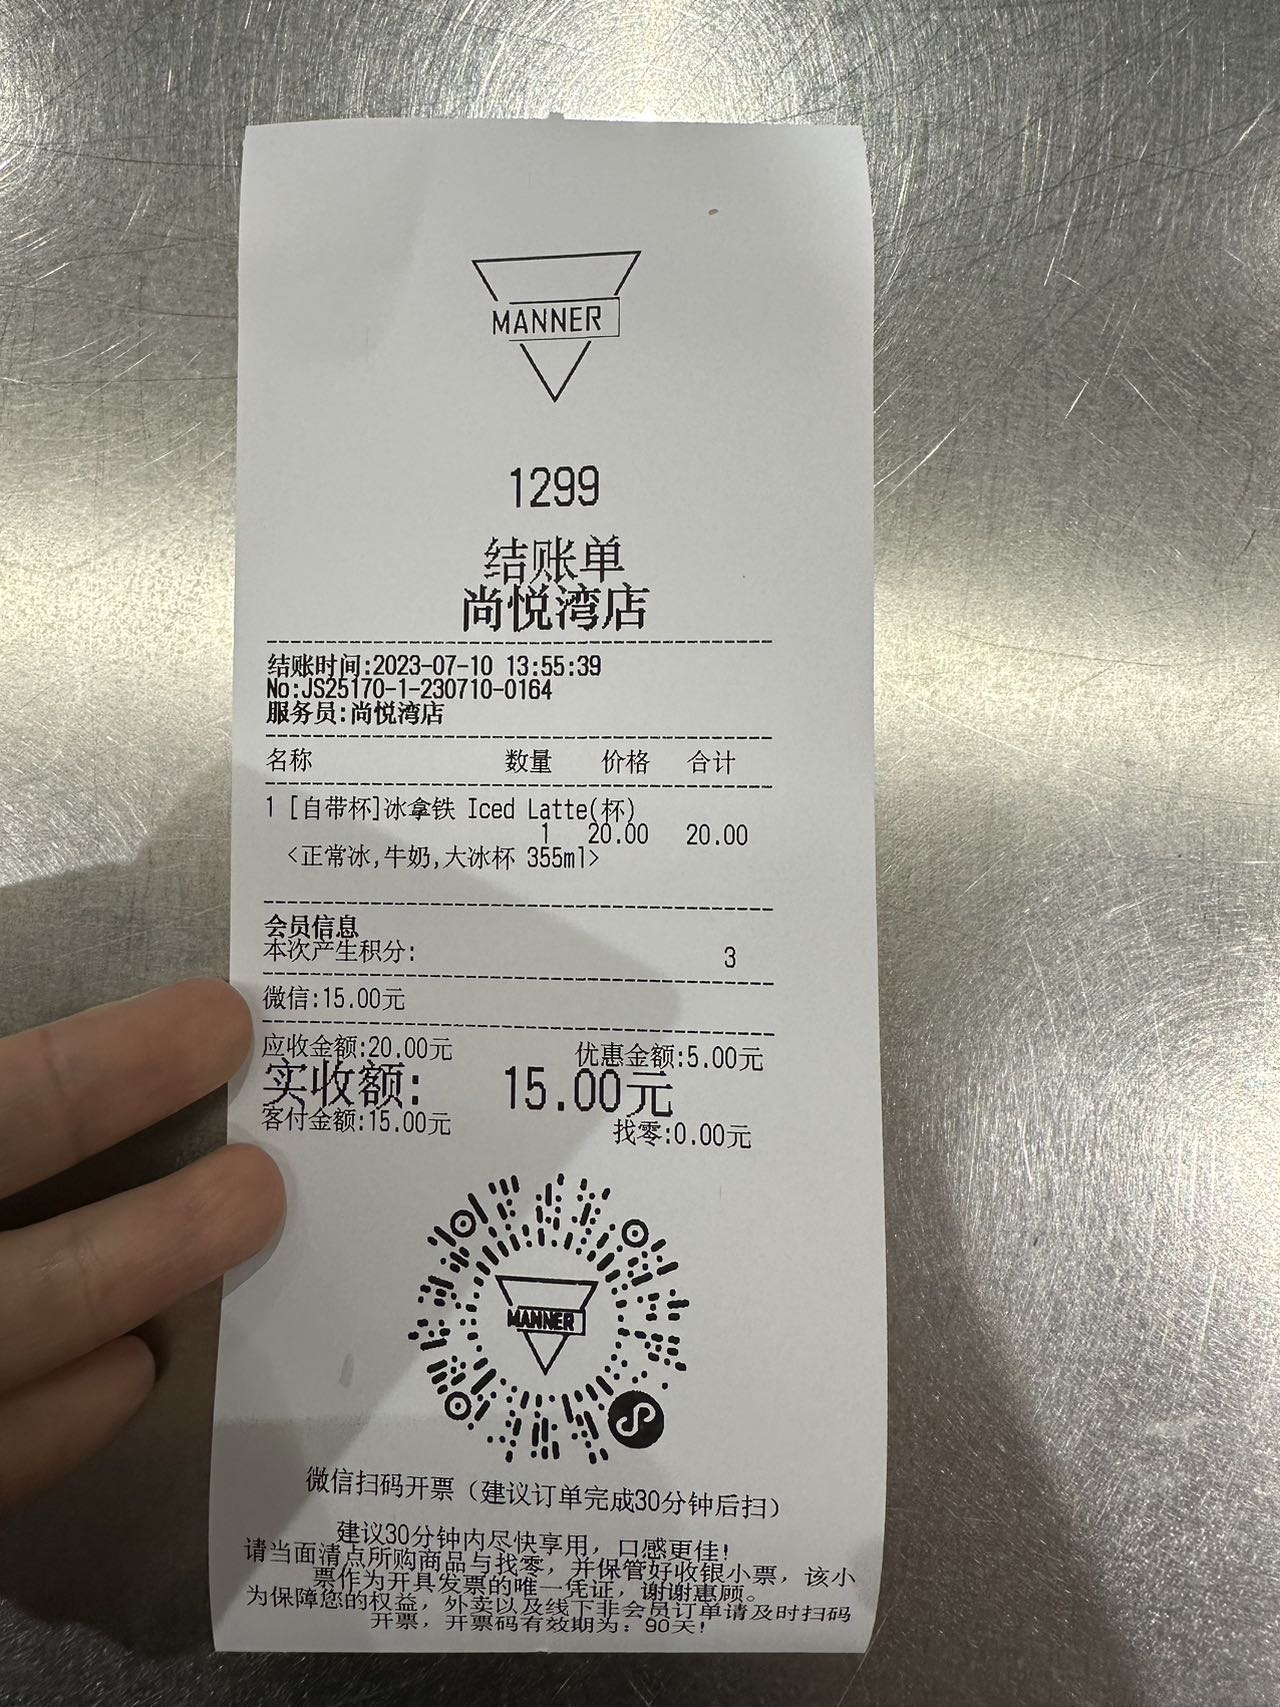 MANNER
1299
结账单
尚悦湾店
结账时间:2023-07-10 13:55:39
No:JS25170-1-230710-0164
服务员:尚悦湾店
名称 数量 价格 合计
1 [自带杯]冰拿铁 Iced Latte(杯)
1 20.00 20.00
<正常冰,牛奶,大冰杯 355ml>
会员信息
本次产生积分: 3
微信:15.00元
应收金额:20.00元 优惠金额:5.00元
实收额: 15.00元
客付金额:15.00元 找零:0.00元
MANNER
微信扫码开票（建议订单完成30分钟后扫）
建议30分钟内尽快享用，口感更佳!
请当面清点所购商品与找零，并保管好收银小票，该小
票作为开具发票的唯一凭证，谢谢惠顾。
为保障您的权益，外卖以及线下非会员订单请及时扫码
开票，开票码有效期为：90天!